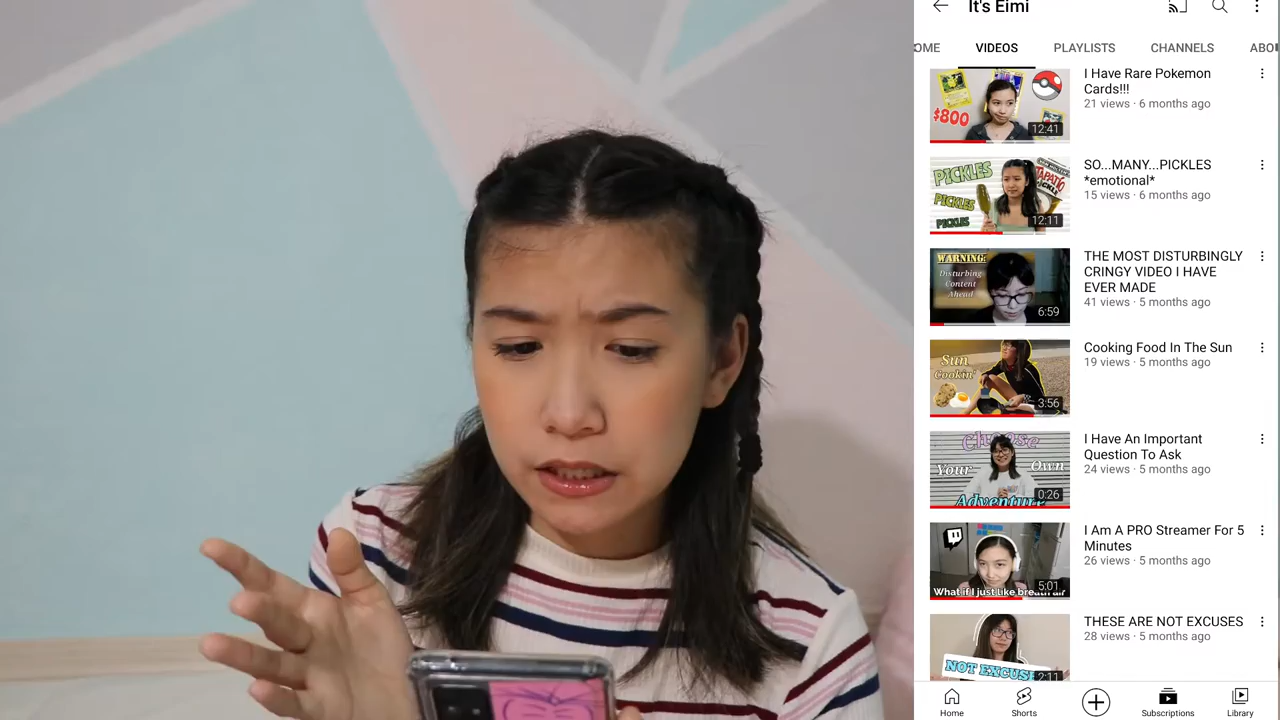 It's Eimi
OME VIDEOS PLAYLISTS CHANNELS ABO
$800
12:41
I Have Rare Pokemon
Cards!!!
21 views · 6 months ago
PICKLES
PICKLES
PICKLES
TAPATIO
PICKLE
12:11
SO...MANY...PICKLES
*emotional*
15 views · 6 months ago
WARNING:
Disturbing
Content
Ahead
6:59
THE MOST DISTURBINGLY
CRINGY VIDEO I HAVE
EVER MADE
41 views · 5 months ago
Sun
Cookin'
3:56
Cooking Food In The Sun
19 views · 5 months ago
Choose
Your Own
Adventure
0:26
I Have An Important
Question To Ask
24 views · 5 months ago
5:01
What if I just like breath air
I Am A PRO Streamer For 5
Minutes
26 views · 5 months ago
NOT EXCUSE
2:11
THESE ARE NOT EXCUSES
28 views · 5 months ago
Home Shorts Subscriptions Library